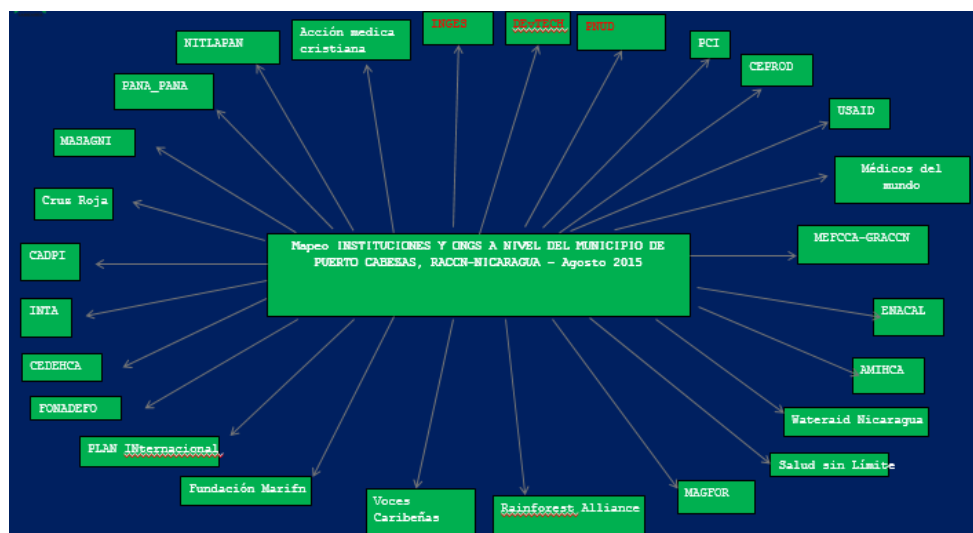 INGES
DEvTECH
PNUD
Acción medica
cristiana
NITLAPAN
PCI
CEPROD
PANA_PANA
USAID
MASAGNI
Médicos del
mundo
Cruz Roja
Mapeo INSTITUCIONES Y ONGS A NIVEL DEL MUNICIPIO DE
PUERTO CABESAS, RACCN-NICARAGUA – Agosto 2015
MEFCCA-GRACCN
CADPI
INTA
ENACAL
CEDEHCA
AMIHCA
FONADEFO
Wateraid Nicaragua
PLAN INternacional
Salud sin Límite
Fundación Marifn
MAGFOR
Voces
Caribeñas
Rainforest Alliance